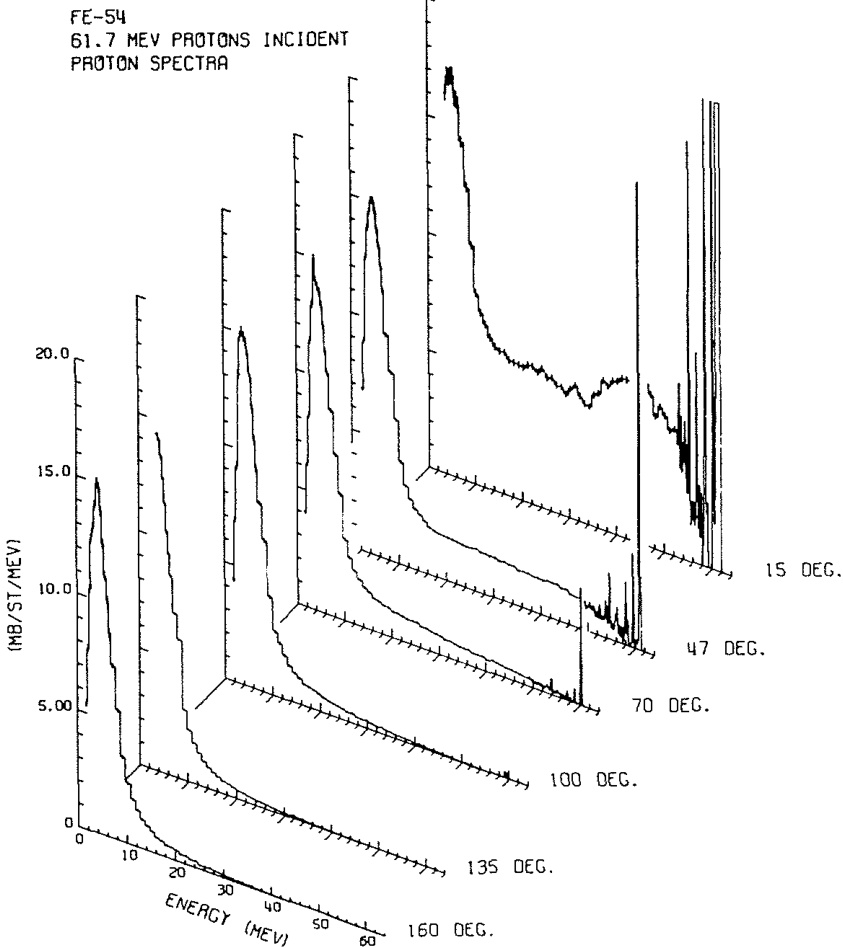 FE-54
61.7 MEV PROTONS INCIDENT
PROTON SPECTRA
20.0
15.0
10.0
5.00
0
(MB/ST/MEV)
0
10
20
30
40
50
60
ENERGY (MEV)
15 DEG.
47 DEG.
70 DEG.
100 DEG.
135 DEG.
160 DEG.